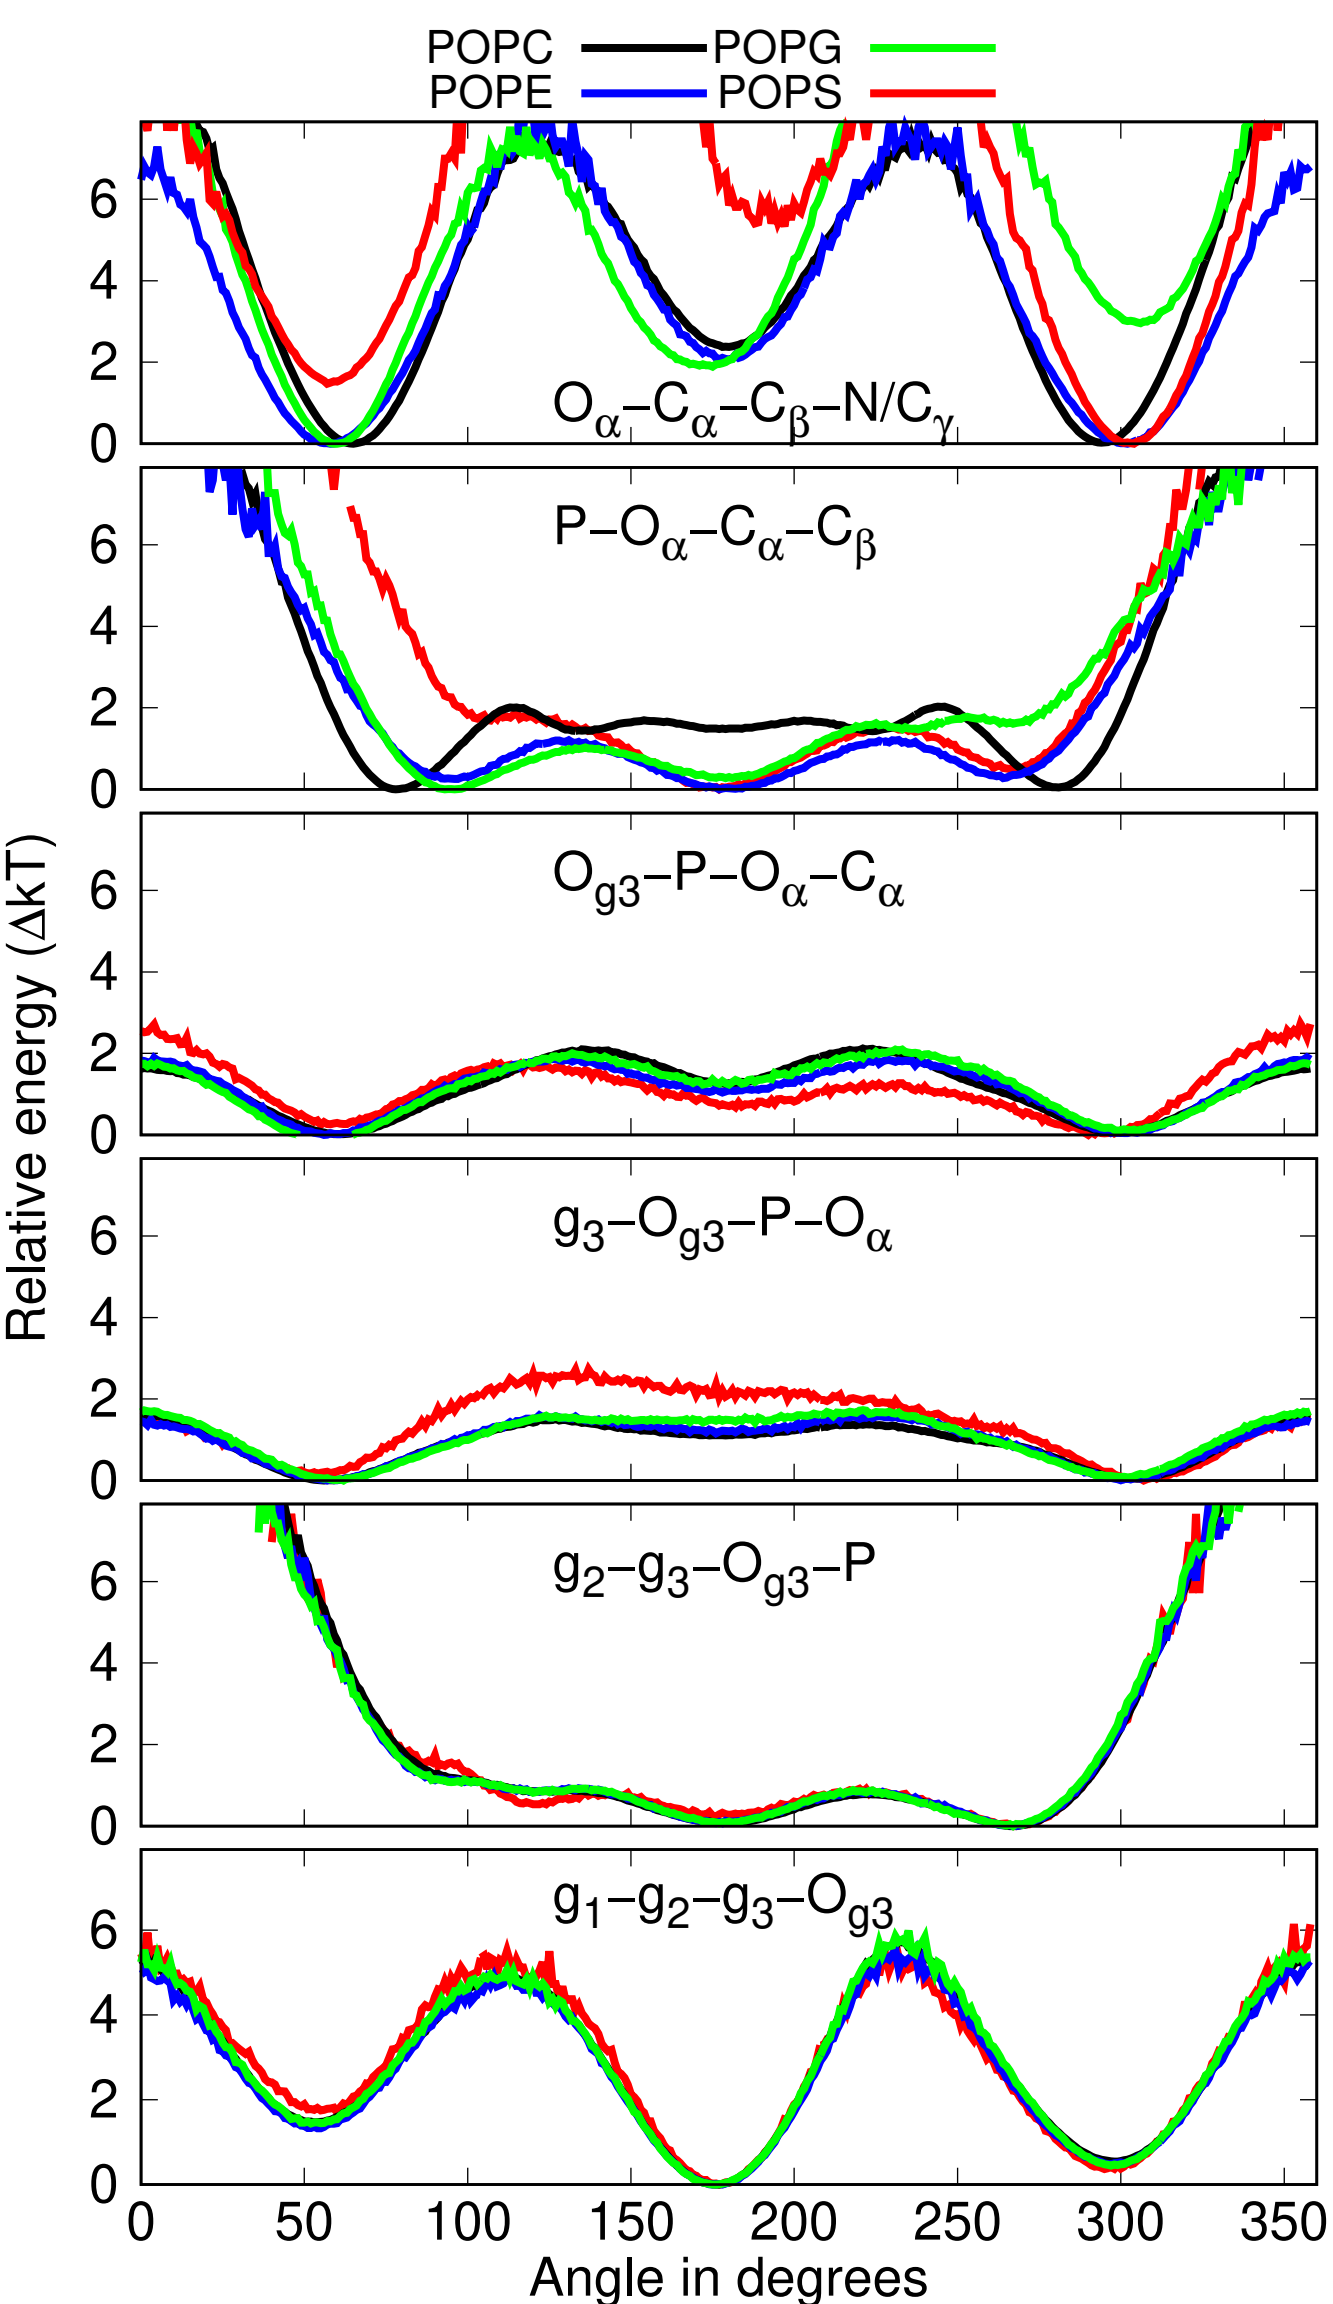 POPC POPG
POPE POPS
6
4
2
0
Oα–Cα–Cβ–N/Cγ
6
4
2
0
P–Oα–Cα–Cβ
6
4
2
0
Og3–P–Oα–Cα
Relative energy (ΔkT)
6
4
2
0
g3–Og3–P–Oα
6
4
2
0
g2–g3–Og3–P
6
4
2
0
g1–g2–g3–Og3
0 50 100 150 200 250 300 350
Angle in degrees